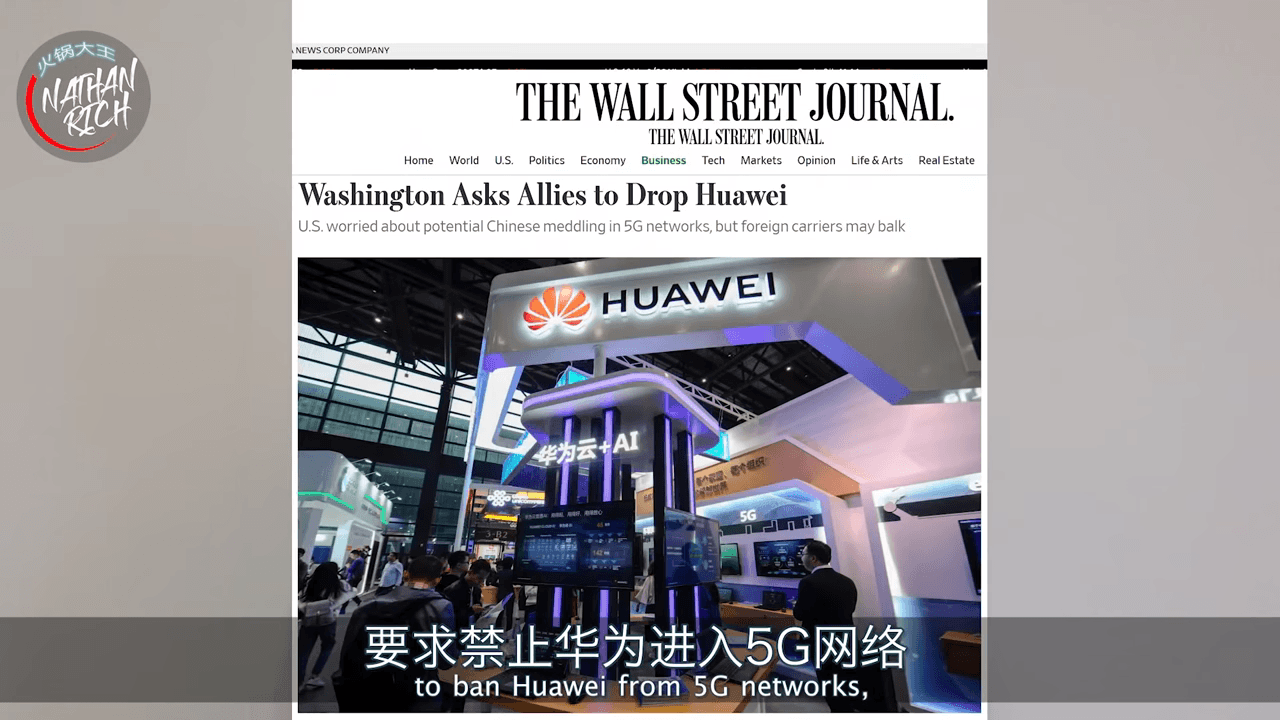 火锅大王
NATHAN
RICH
A NEWS CORP COMPANY
THE WALL STREET JOURNAL.
THE WALL STREET JOURNAL.
Home World U.S. Politics Economy Business Tech Markets Opinion Life & Arts Real Estate
Washington Asks Allies to Drop Huawei
U.S. worried about potential Chinese meddling in 5G networks, but foreign carriers may balk
HUAWEI
华为云+AI
5G
3-B2
要求禁止华为进入5G网络
to ban Huawei from 5G networks,